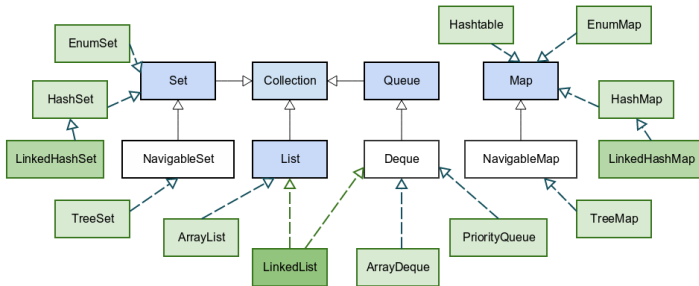 Hashtable
EnumMap
EnumSet
Set
Collection
Queue
Map
HashSet
HashMap
LinkedHashSet
NavigableSet
List
Deque
NavigableMap
LinkedHashMap
TreeSet
ArrayList
PriorityQueue
TreeMap
LinkedList
ArrayDeque